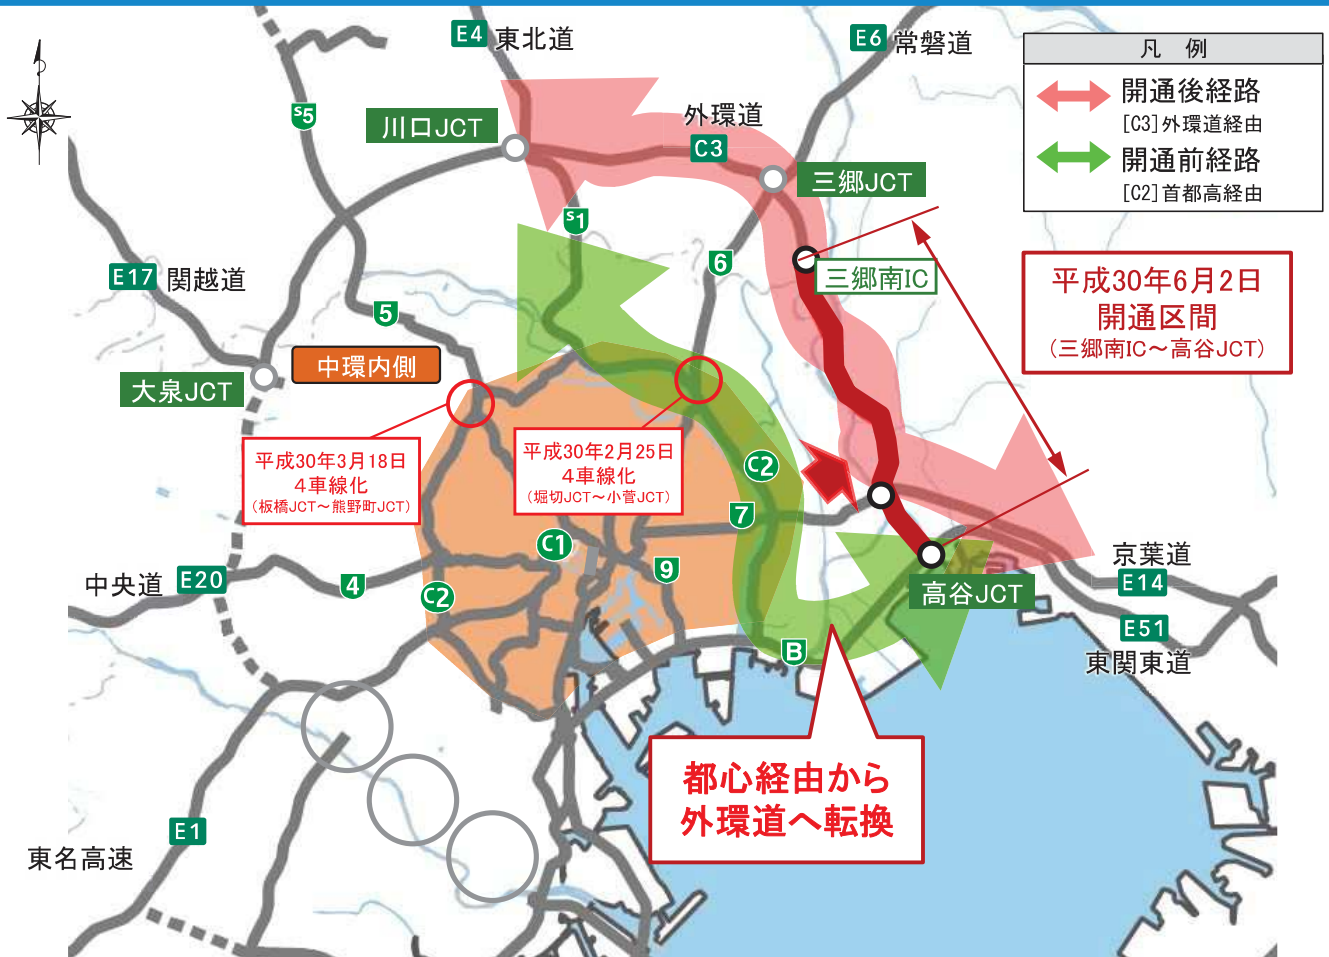 E4 東北道
E6 常磐道
凡 例
開通後経路
[C3]外環道経由
開通前経路
[C2]首都高経由
S5
川口JCT
外環道
C3
三郷JCT
S1
6
三郷南IC
平成30年6月2日
開通区間
(三郷南IC～高谷JCT)
E17 関越道
5
中環内側
大泉JCT
平成30年3月18日
4車線化
(板橋JCT～熊野町JCT)
平成30年2月25日
4車線化
(堀切JCT～小菅JCT)
C2
7
C1
9
中央道 E20
4
C2
高谷JCT
京葉道
E14
E51
東関東道
B
都心経由から
外環道へ転換
E1
東名高速